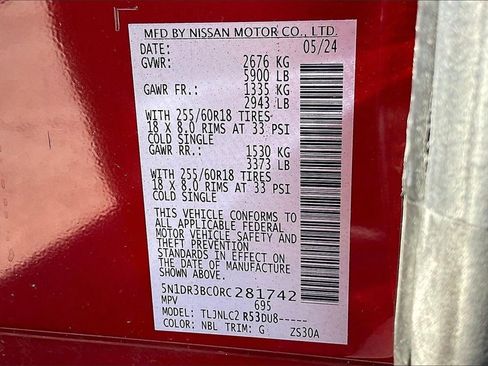 MFD BY NISSAN MOTOR CO., LTD.
DATE: 05/24
GVWR: 2676 KG
5900 LB
GAWR FR.: 1335 KG
2943 LB
WITH 255/60R18 TIRES
18 X 8.0 RIMS AT 33 PSI
COLD SINGLE
GAWR RR.: 1530 KG
3373 LB
WITH 255/60R18 TIRES
18 X 8.0 RIMS AT 33 PSI
COLD SINGLE
THIS VEHICLE CONFORMS TO
ALL APPLICABLE FEDERAL
MOTOR VEHICLE SAFETY AND
THEFT PREVENTION
STANDARDS IN EFFECT ON
THE DATE OF MANUFACTURE
SHOWN ABOVE.
5N1DR3BC0RC281742
MPV 695
MODEL: TLJNLC2 R53DU8-----
COLOR: NBL TRIM: G ZS30A